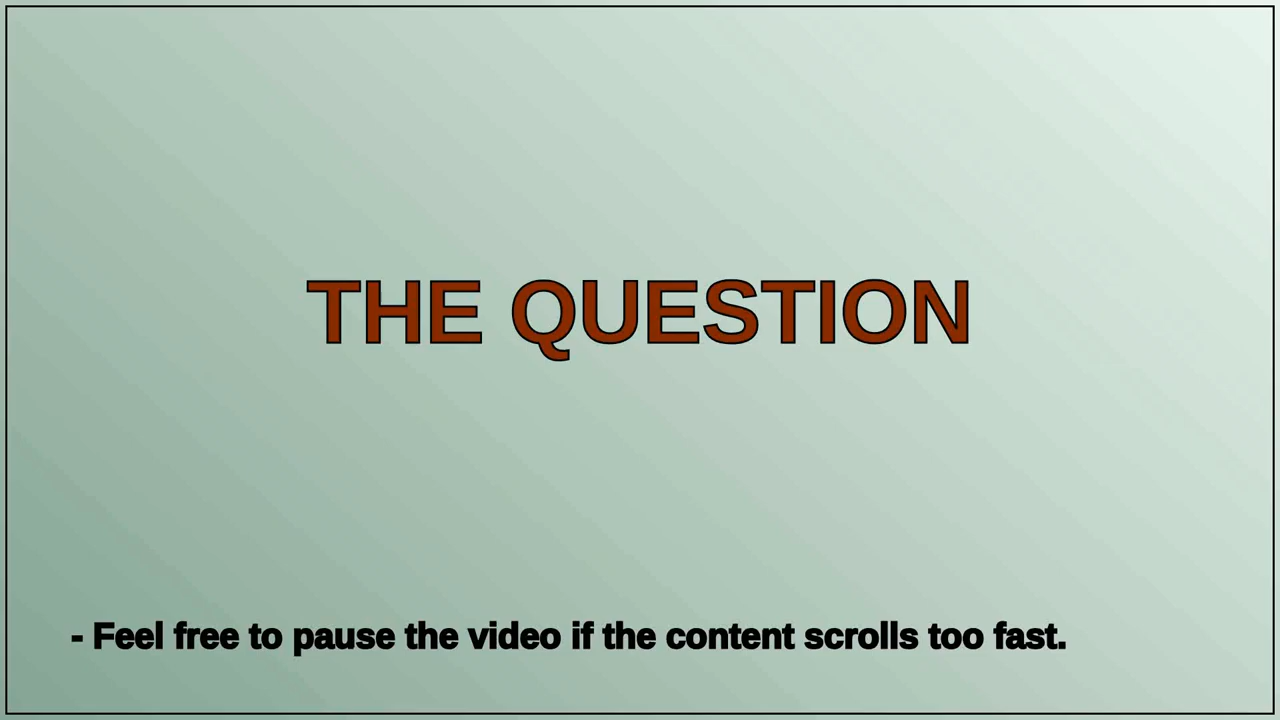 THE QUESTION
- Feel free to pause the video if the content scrolls too fast.